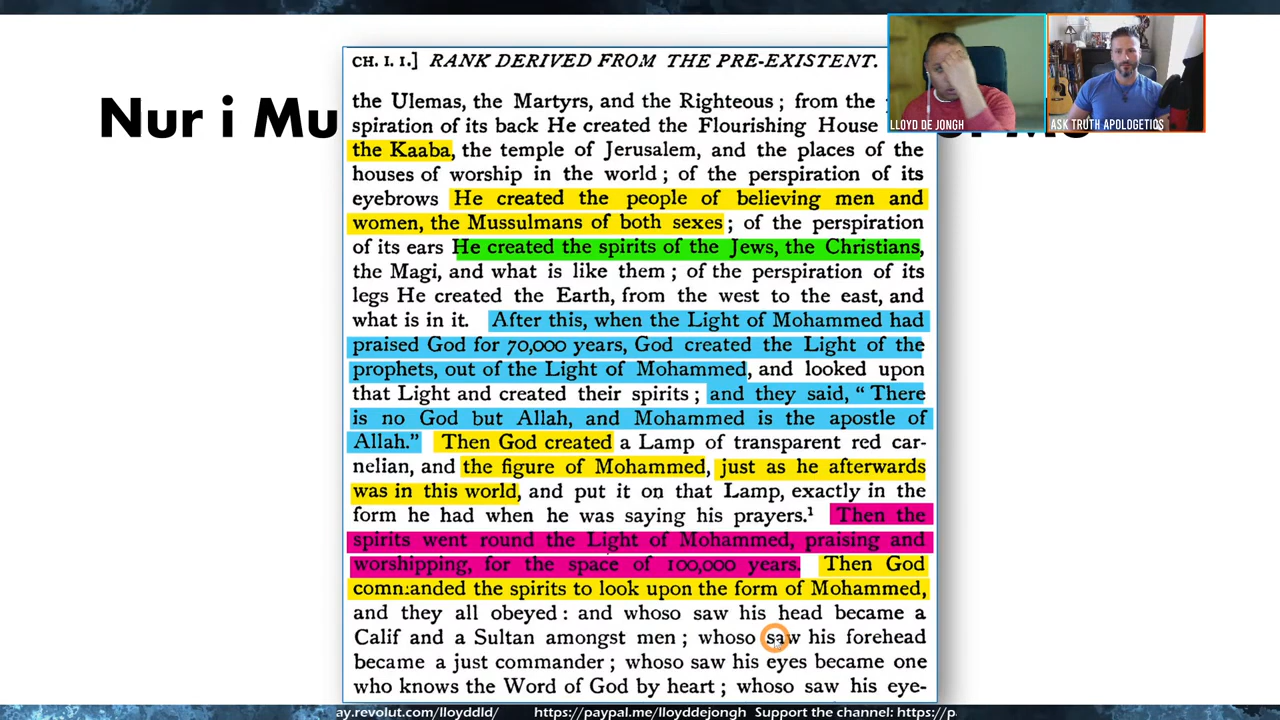 CH. I. I.] RANK DERIVED FROM THE PRE-EXISTENT.
Nur i Mu
LLOYD DE JONGH
ASK TRUTH APOLOGETICS
the Ulemas, the Martyrs, and the Righteous ; from the
spiration of its back He created the Flourishing House
the Kaaba, the temple of Jerusalem, and the places of the
houses of worship in the world ; of the perspiration of its
eyebrows He created the people of believing men and
women, the Mussulmans of both sexes ; of the perspiration
of its ears He created the spirits of the Jews, the Christians,
the Magi, and what is like them ; of the perspiration of its
legs He created the Earth, from the west to the east, and
what is in it. After this, when the Light of Mohammed had
praised God for 70,000 years, God created the Light of the
prophets, out of the Light of Mohammed, and looked upon
that Light and created their spirits ; and they said, “ There
is no God but Allah, and Mohammed is the apostle of
Allah.” Then God created a Lamp of transparent red car-
nelian, and the figure of Mohammed, just as he afterwards
was in this world, and put it on that Lamp, exactly in the
form he had when he was saying his prayers.¹ Then the
spirits went round the Light of Mohammed, praising and
worshipping, for the space of 100,000 years. Then God
commanded the spirits to look upon the form of Mohammed,
and they all obeyed : and whoso saw his head became a
Calif and a Sultan amongst men ; whoso saw his forehead
became a just commander ; whoso saw his eyes became one
who knows the Word of God by heart ; whoso saw his eye-
ay.revolut.com/lloyddld/ https://paypal.me/lloyddejongh Support the channel: https://p